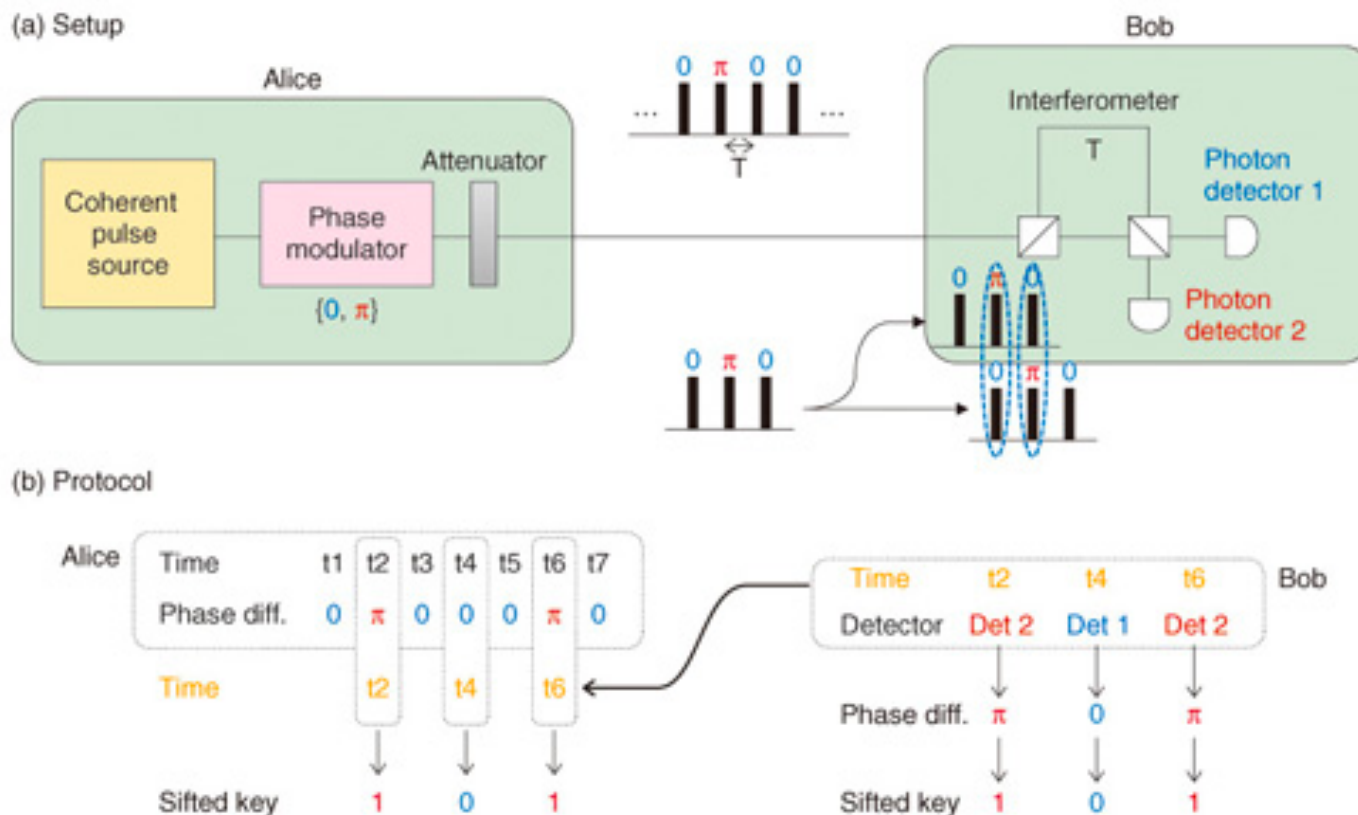 (a) Setup
Bob
Alice
0 π 0 0
... ...
T
Interferometer
T
Attenuator
Photon
detector 1
Coherent
pulse
source
Phase
modulator
{0, π}
0 π 0
Photon
detector 2
0 π 0
0 π 0
(b) Protocol
Alice
Time t1 t2 t3 t4 t5 t6 t7
Phase diff. 0 π 0 0 0 π 0
Time t2 t4 t6
Sifted key 1 0 1
Bob
Time t2 t4 t6
Detector Det 2 Det 1 Det 2
Phase diff. π 0 π
Sifted key 1 0 1